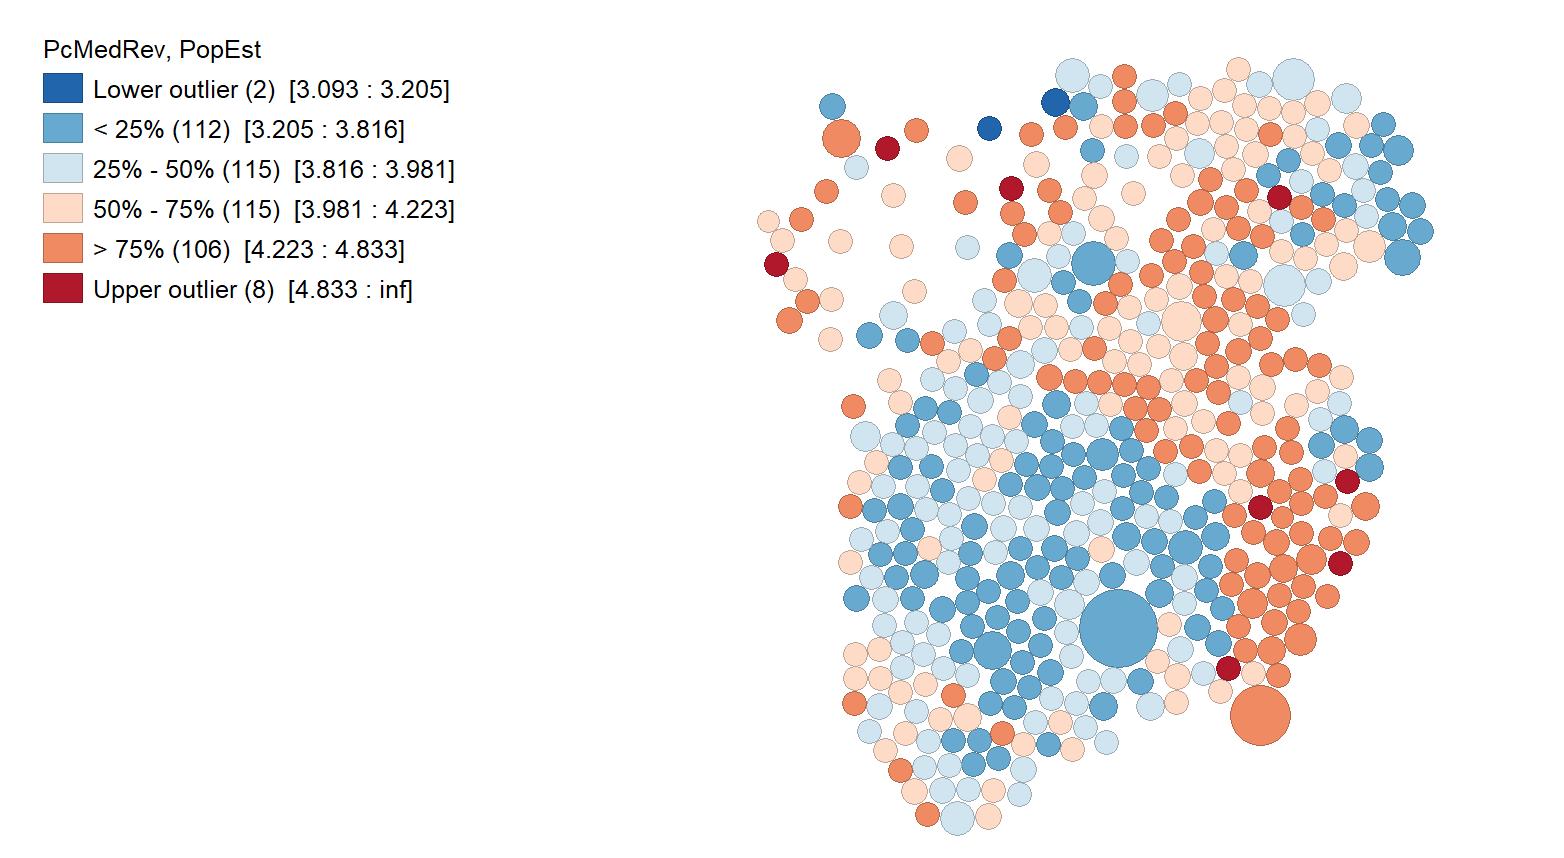 PcMedRev, PopEst
Lower outlier (2) [3.093 : 3.205]
< 25% (112) [3.205 : 3.816]
25% - 50% (115) [3.816 : 3.981]
50% - 75% (115) [3.981 : 4.223]
> 75% (106) [4.223 : 4.833]
Upper outlier (8) [4.833 : inf]